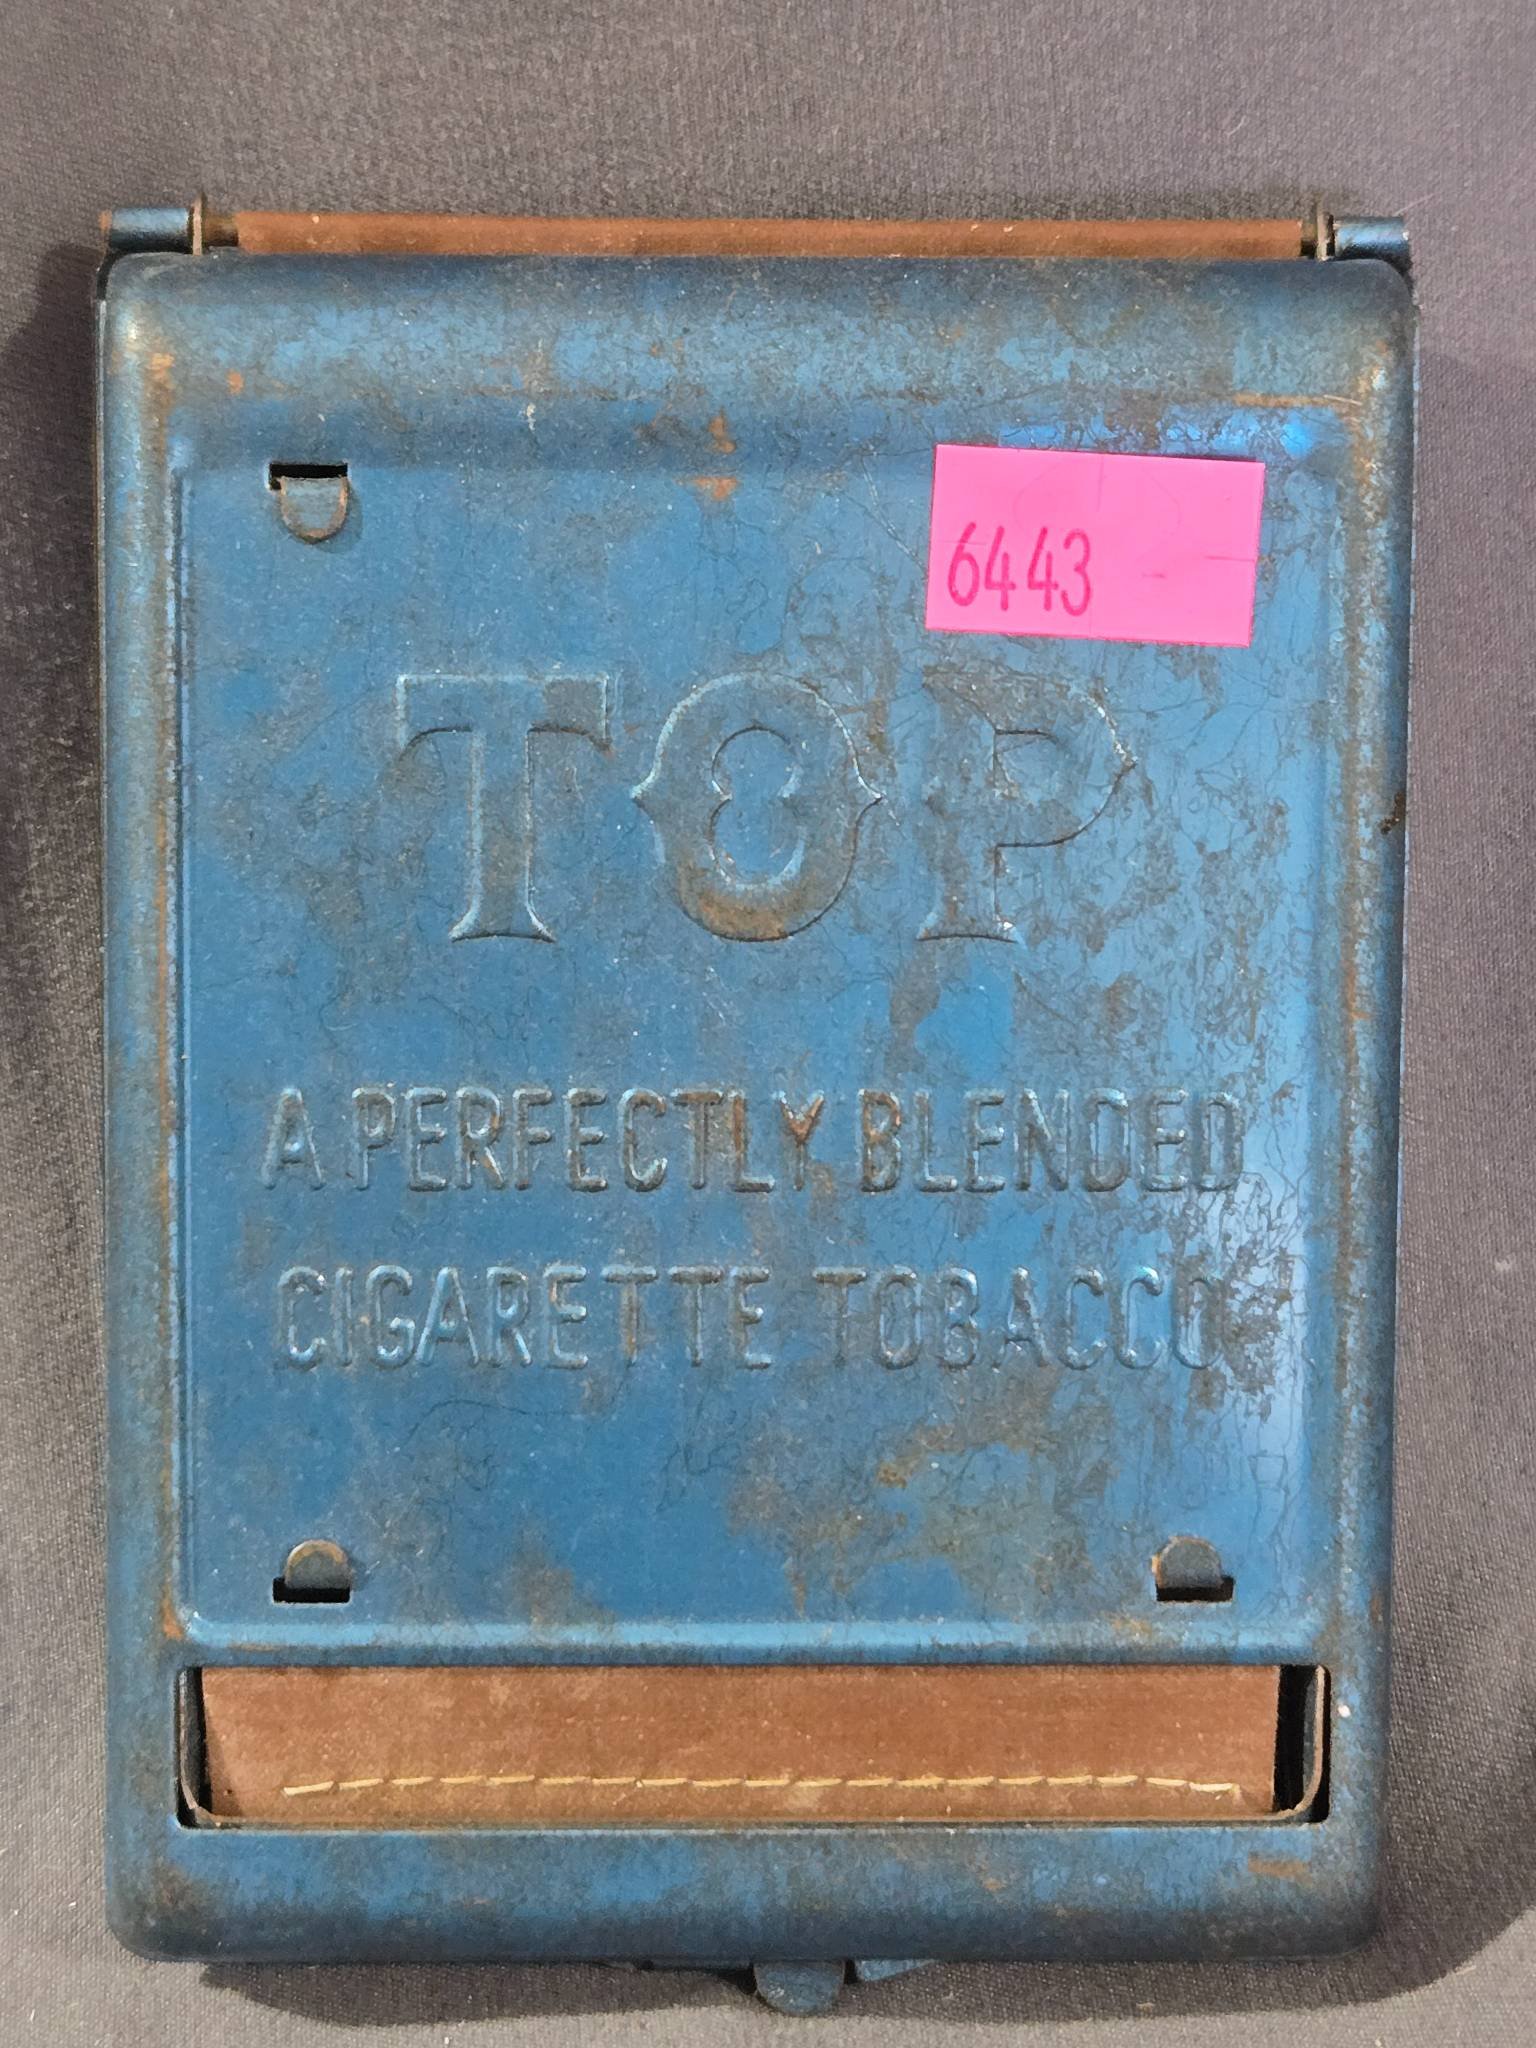 6443
TOP
A PERFECTLY BLENDED
CIGARETTE TOBACCO